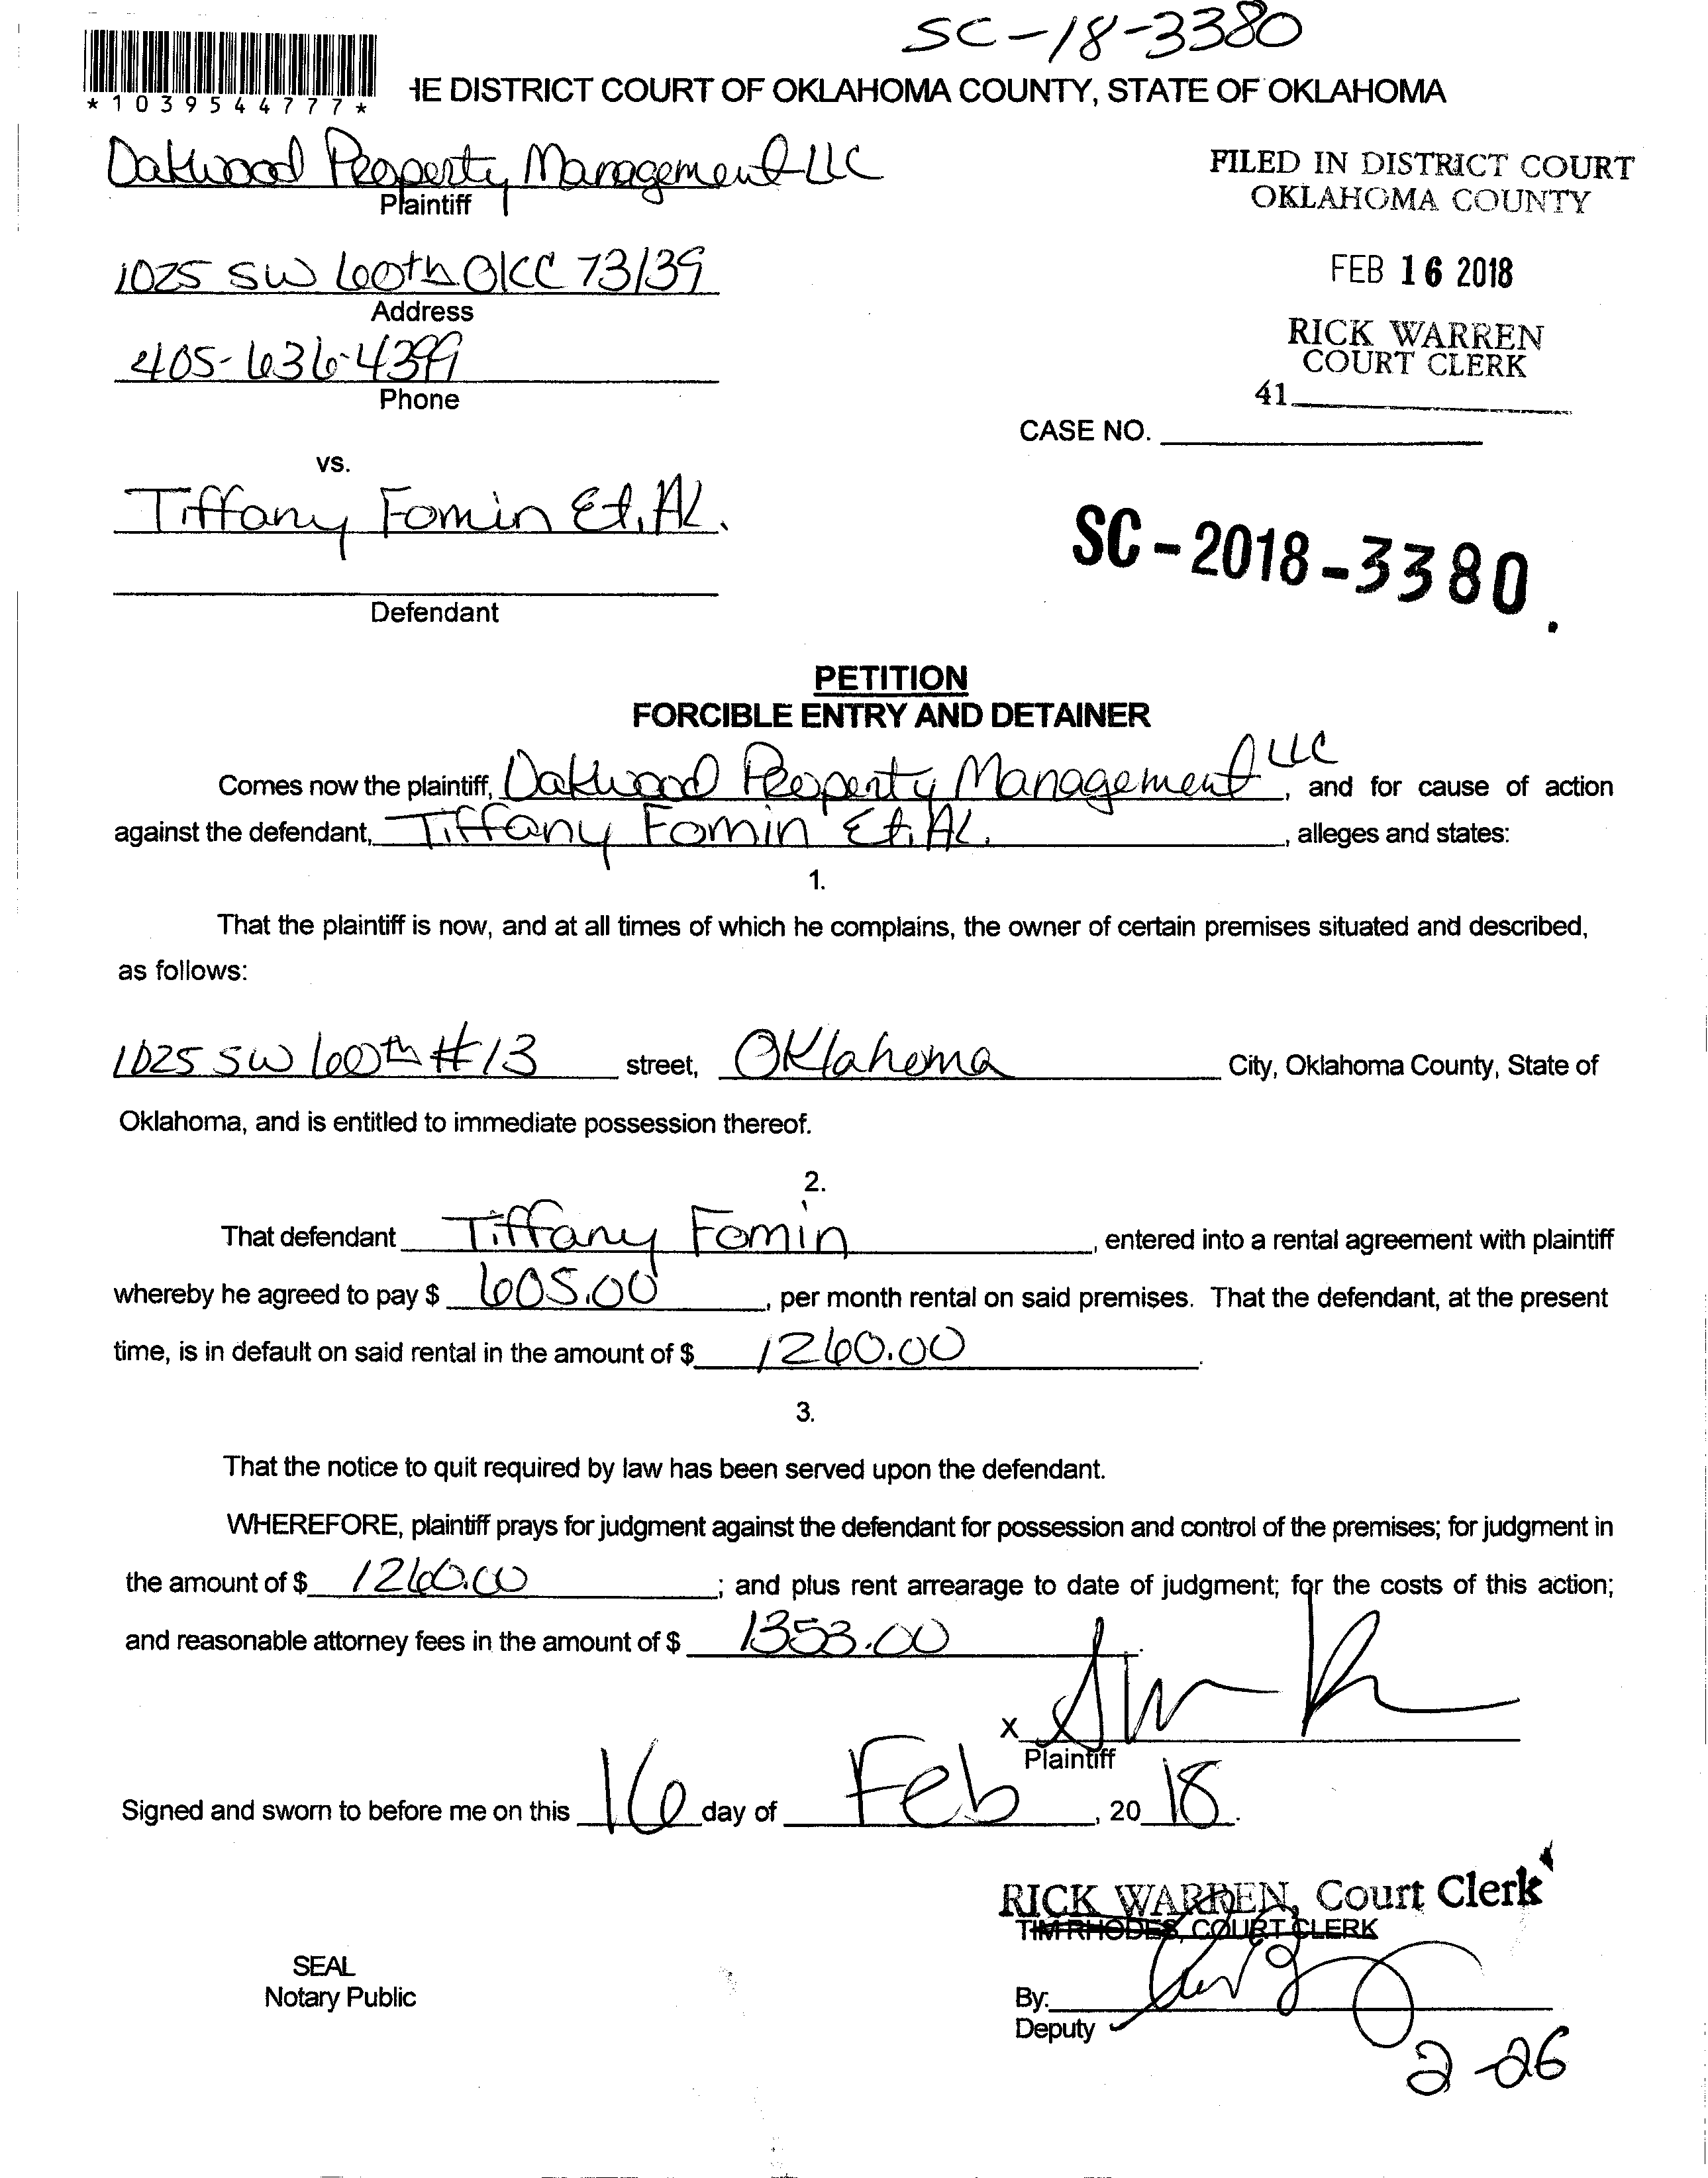 SC-18-3380
*1039544777*
HE DISTRICT COURT OF OKLAHOMA COUNTY, STATE OF OKLAHOMA
Oakwood Property Management LLC
Plaintiff
FILED IN DISTRICT COURT
OKLAHOMA COUNTY
1025 SW 60th OKC 73139
Address
FEB 16 2018
405-636-4399
Phone
RICK WARREN
COURT CLERK
41
CASE NO.
vs.
Tiffany Fomin Et. Al.
SC-2018-3380.
Defendant
PETITION
FORCIBLE ENTRY AND DETAINER
Comes now the plaintiff, Oakwood Property Management LLC, and for cause of action
against the defendant, Tiffany Fomin Et. Al., alleges and states:
1.
That the plaintiff is now, and at all times of which he complains, the owner of certain premises situated and described,
as follows:
1025 SW 60th #13 street, Oklahoma City, Oklahoma County, State of
Oklahoma, and is entitled to immediate possession thereof.
2.
That defendant Tiffany Fomin, entered into a rental agreement with plaintiff
whereby he agreed to pay $ 605.00, per month rental on said premises. That the defendant, at the present
time, is in default on said rental in the amount of $ 1260.00.
3.
That the notice to quit required by law has been served upon the defendant.
WHEREFORE, plaintiff prays for judgment against the defendant for possession and control of the premises; for judgment in
the amount of $ 1260.00; and plus rent arrearage to date of judgment; for the costs of this action;
and reasonable attorney fees in the amount of $ 1353.00.
X
Plaintiff
Signed and sworn to before me on this 16 day of Feb, 20 18.
RICK WARREN, Court Clerk
TIM RHODES, COURT CLERK
SEAL
Notary Public
By:
Deputy
2-26